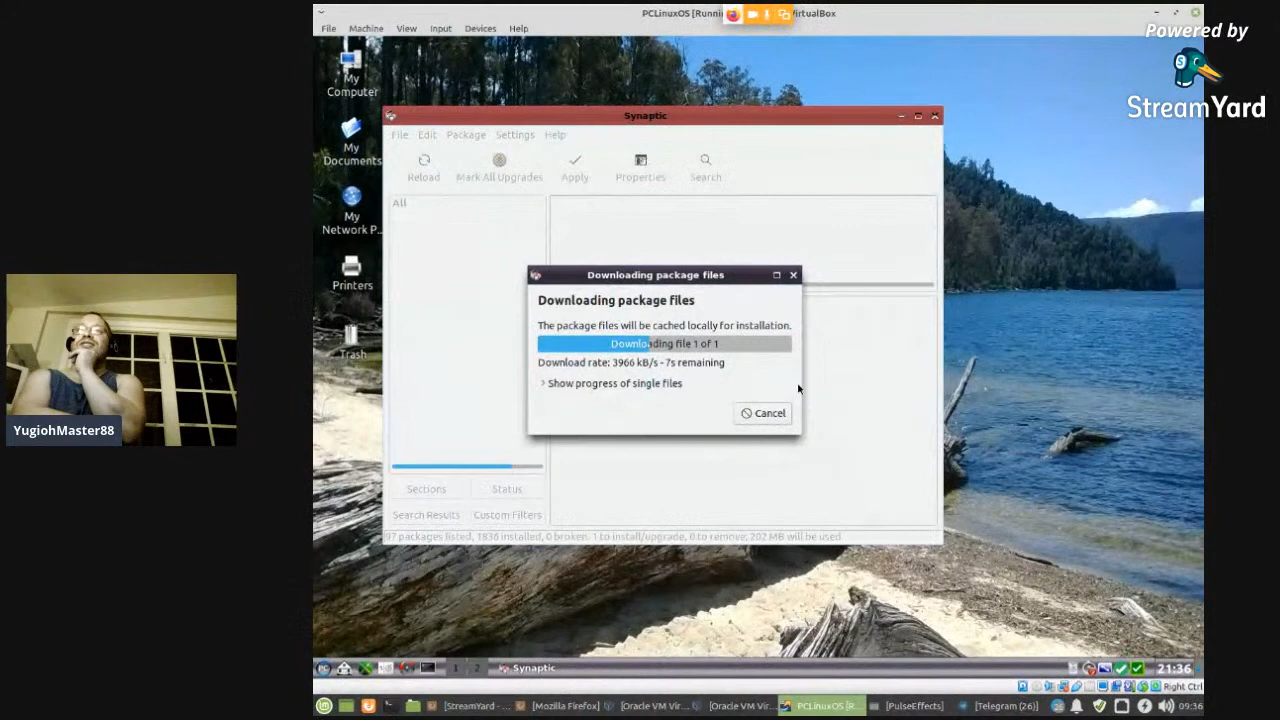 PCLinuxOS [Runni
irtualBox
Powered by
StreamYard
File Machine View Input Devices Help
My
Computer
My
Documents
My
Network P..
Printers
Trash
Synaptic
File Edit Package Settings Help
Reload Mark All Upgrades Apply Properties Search
All
Downloading package files
Downloading package files
The package files will be cached locally for installation.
Downloading file 1 of 1
Download rate: 3966 kB/s - 7s remaining
Show progress of single files
Cancel
Sections Status
Search Results Custom Filters
97 packages listed, 1836 installed, 0 broken. 1 to install/upgrade, 0 to remove; 202 MB will be used
YugiohMaster88
1 2 Synaptic 21:36
Right Ctrl
[StreamYard - ... [Mozilla Firefox] [Oracle VM Vir... [Oracle VM Vir... PCLinuxOS [R... [PulseEffects] [Telegram (26)] 09:36